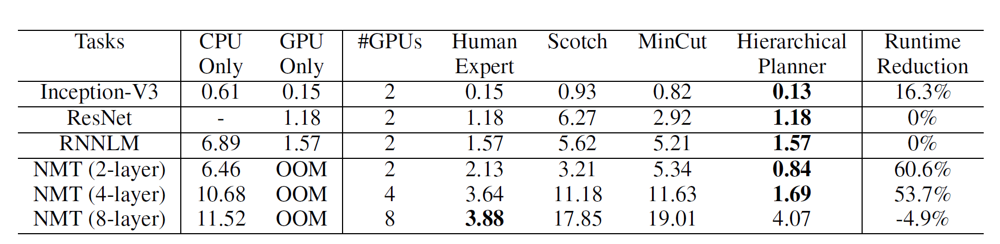 Tasks CPU GPU #GPUs Human Scotch MinCut Hierarchical Runtime
Only Only Expert Planner Reduction
Inception-V3 0.61 0.15 2 0.15 0.93 0.82 0.13 16.3%
ResNet - 1.18 2 1.18 6.27 2.92 1.18 0%
RNNLM 6.89 1.57 2 1.57 5.62 5.21 1.57 0%
NMT (2-layer) 6.46 OOM 2 2.13 3.21 5.34 0.84 60.6%
NMT (4-layer) 10.68 OOM 4 3.64 11.18 11.63 1.69 53.7%
NMT (8-layer) 11.52 OOM 8 3.88 17.85 19.01 4.07 -4.9%